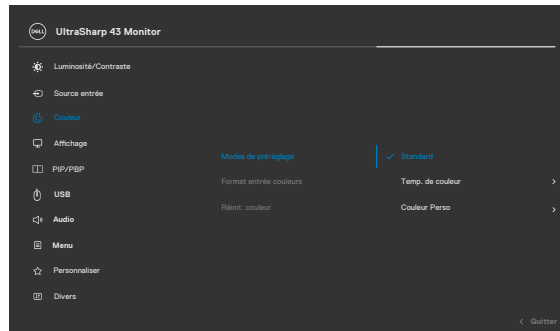 DELL UltraSharp 43 Monitor
Luminosité/Contraste
Source entrée
Couleur
Affichage
PIP/PBP
USB
Audio
Menu
Personnaliser
Divers
Modes de préréglage
Format entrée couleurs
Réinit. couleur
Standard
Temp. de couleur
Couleur Perso
Quitter